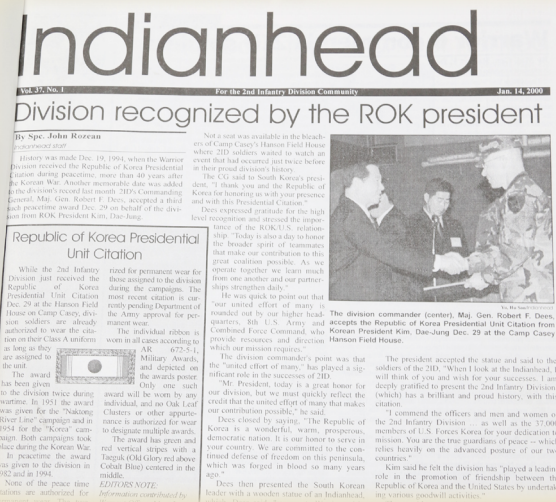 Indianhead
Vol. 37, No. 1 For the 2nd Infantry Division Community Jan. 14, 2000
Division recognized by the ROK president
By Spc. John Rozean
Indianhead staff
History was made Dec. 19, 1994, when the Warrior
Division received the Republic of Korea Presidential
Citation during peacetime, more than 40 years after
the Korean War. Another memorable date was added
to the division's record last month. 2ID's Commanding
General, Maj. Gen. Robert F. Dees, accepted a third
such peacetime award Dec. 29 on behalf of the divi-
sion from ROK President Kim, Dae-Jung.
Republic of Korea Presidential
Unit Citation
While the 2nd Infantry
Division just received the
Republic of Korea
Presidential Unit Citation
Dec. 29 at the Hanson Field
House on Camp Casey, divi-
sion soldiers are already
authorized to wear the cita-
tion on their Class A uniform
as long as they
are assigned to
the unit.
The award
has been given
to the division twice during
wartime. In 1951 the award
was given for the "Naktong
River Line" campaign and in
1954 for the "Korea" cam-
paign. Both campaigns took
place during the Korean War.
In peacetime the award
was given to the division in
1982 and in 1994.
None of the peace time
citations are authorized for
rized for permanent wear for
those assigned to the division
during the campaigns. The
most recent citation is cur-
rently pending Department of
the Army approval for per-
manent wear.
The individual ribbon is
worn in all cases according to
AR 672-5-1,
Military Awards,
and depicted on
the awards poster.
Only one such
award will be worn by any
individual, and no Oak Leaf
Clusters or other appurte-
nance is authorized for wear
to designate multiple awards.
The award has green and
red vertical stripes with a
Taeguk (Old Glory red above
Cobalt Blue) centered in the
middle.
EDITORS NOTE:
Information contributed by
Not a seat was available in the bleach-
ers of Camp Casey's Hanson Field House
where 2ID soldiers waited to watch an
event that had occurred just twice before
in their proud division's history.
The CG said to South Korea's presi-
dent, "I thank you and the Republic of
Korea for honoring us with your presence
and with this Presidential Citation."
Dees expressed gratitude for the high
level recognition and stressed the impor-
tance of the ROK/U.S. relation-
ship. "Today is also a day to honor
the broader spirit of teammates
that make our contribution to this
great coalition possible. As we
operate together we learn much
from one another and our partner-
ships strengthen daily."
He was quick to point out that
"our united effort of many is
rounded out by our higher head-
quarters, 8th U.S. Army and
Combined Force Command, who
provide resources and direction
which our mission requires."
The division commander's point was that
the "united effort of many," has played a sig-
nificant role in the successes of 2ID.
"Mr. President, today is a great honor for
our division, but we must quickly reflect the
credit that the united effort of many that makes
our contribution possible," he said.
Dees closed by saying, "The Republic of
Korea is a wonderful, warm, prosperous,
democratic nation. It is our honor to serve in
your country. We are committed to the con-
tinued defense of freedom on this peninsula,
which was forged in blood so many years
ago."
Dees then presented the South Korean
leader with a wooden statue of an Indianhead,
The division commander (center), Maj. Gen. Robert F. Dees,
accepts the Republic of Korea Presidential Unit Citation from
Korean President Kim, Dae-Jung Dec. 29 at the Camp Casey
Hanson Field House.
The president accepted the statue and said to the
soldiers of the 2ID, "When I look at the Indianhead, I
will think of you and wish for your successes. I am
deeply gratified to present the 2nd Infantry Division
(which) has a brilliant and proud history, with this
citation.
"I commend the officers and men and women of
the 2nd Infantry Division ... as well as the 37,000
members of U.S. Forces Korea for your dedication to
mission. You are the true guardians of peace -- which
relies heavily on the advanced posture of our two
countries."
Kim said he felt the division has "played a leading
role in the promotion of friendship between the
Republic of Korea and the United States by undertak-
ing various goodwill activities."